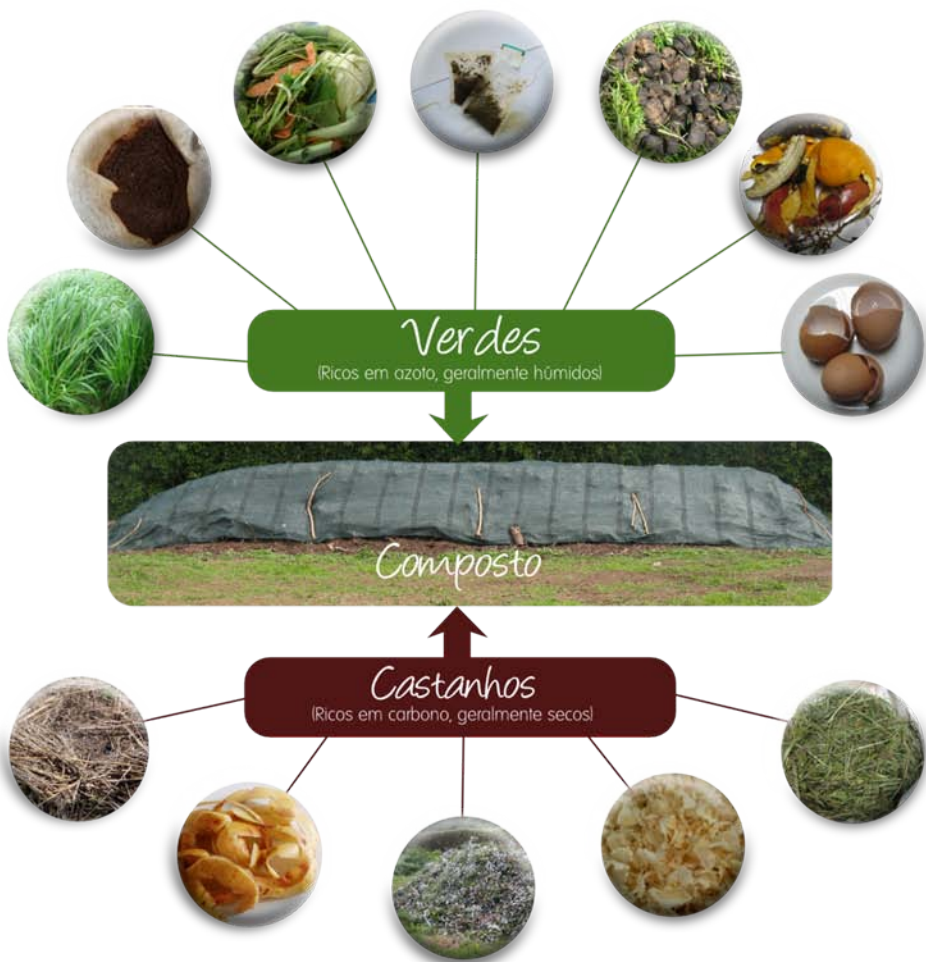 Verdes
(Ricos em azoto, geralmente húmidos)
Composto
Castanhos
(Ricos em carbono, geralmente secos)